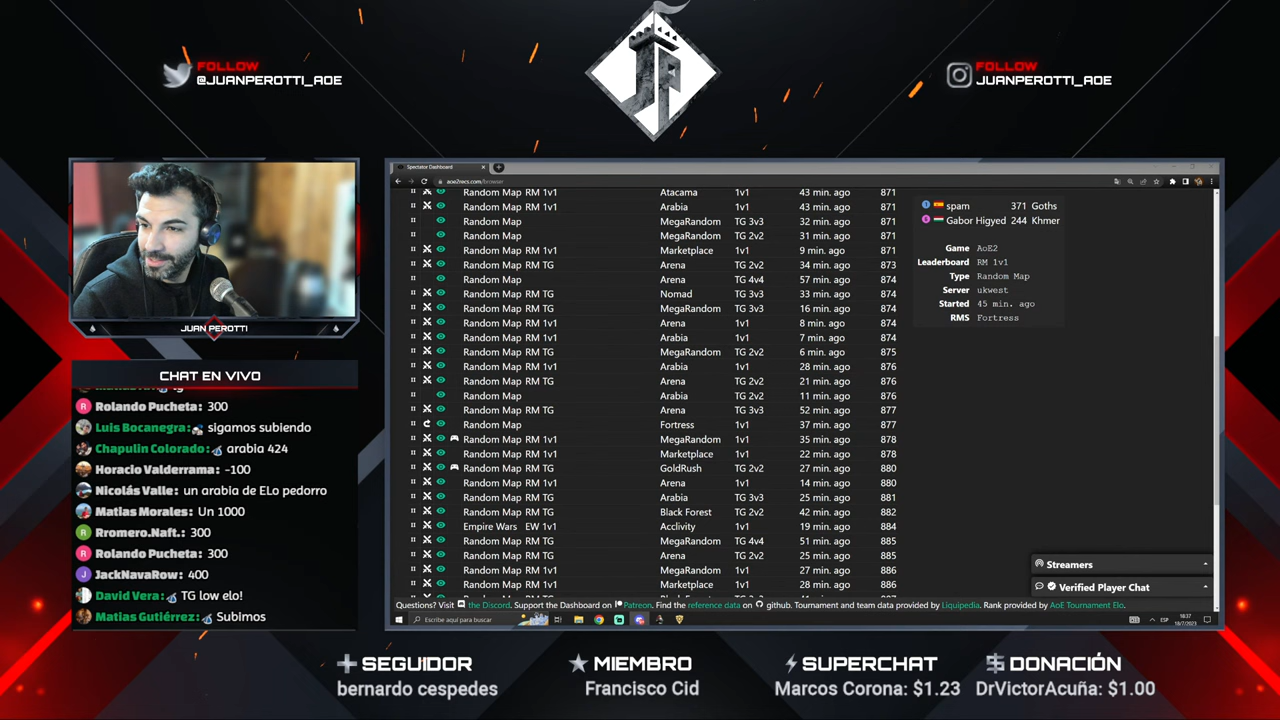 FOLLOW
@JUANPEROTTI_AOE
JP
FOLLOW
JUANPEROTTI_AOE
JUAN PEROTTI
CHAT EN VIVO
Rolando Pucheta: 300
Luis Bocanegra: sigamos subiendo
Chapulin Colorado: arabia 424
Horacio Valderrama: -100
Nicolás Valle: un arabia de ELo pedorro
Matias Morales: Un 1000
Rromero.Naft.: 300
Rolando Pucheta: 300
JackNavaRow: 400
David Vera: TG low elo!
Matias Gutiérrez: Subimos
Spectator Dashboard
aoe2recs.com/browser
Random Map RM 1v1 Atacama 1v1 43 min. ago 871
Random Map RM 1v1 Arabia 1v1 43 min. ago 871
Random Map MegaRandom TG 3v3 32 min. ago 871
Random Map MegaRandom TG 2v2 31 min. ago 871
Random Map RM 1v1 Marketplace 1v1 9 min. ago 871
Random Map RM TG Arena TG 2v2 34 min. ago 873
Random Map Arena TG 4v4 57 min. ago 874
Random Map RM TG Nomad TG 3v3 33 min. ago 874
Random Map RM TG MegaRandom TG 3v3 16 min. ago 874
Random Map RM 1v1 Arena 1v1 8 min. ago 874
Random Map RM 1v1 Arabia 1v1 7 min. ago 874
Random Map RM TG MegaRandom TG 2v2 6 min. ago 875
Random Map RM 1v1 Arabia 1v1 28 min. ago 876
Random Map RM TG Arena TG 2v2 21 min. ago 876
Random Map Arabia TG 2v2 11 min. ago 876
Random Map RM TG Arena TG 3v3 52 min. ago 877
Random Map Fortress 1v1 37 min. ago 877
Random Map RM 1v1 MegaRandom 1v1 35 min. ago 878
Random Map RM 1v1 Marketplace 1v1 22 min. ago 878
Random Map RM TG GoldRush TG 2v2 27 min. ago 880
Random Map RM 1v1 Arena 1v1 14 min. ago 880
Random Map RM TG Arabia TG 3v3 25 min. ago 881
Random Map RM TG Black Forest TG 2v2 42 min. ago 882
Empire Wars EW 1v1 Acclivity 1v1 19 min. ago 884
Random Map RM TG MegaRandom TG 4v4 51 min. ago 885
Random Map RM TG Arena TG 2v2 25 min. ago 885
Random Map RM 1v1 MegaRandom 1v1 27 min. ago 886
Random Map RM 1v1 Marketplace 1v1 28 min. ago 886
spam 371 Goths
Gabor Higyed 244 Khmer
Game AoE2
Leaderboard RM 1v1
Type Random Map
Server ukwest
Started 45 min. ago
RMS Fortress
Streamers
Verified Player Chat
Questions? Visit the Discord. Support the Dashboard on Patreon. Find the reference data on github. Tournament and team data provided by Liquipedia. Rank provided by AoE Tournament Elo.
Escribe aquí para buscar
ESP
18:37
18/7/2023
SEGUIDOR
bernardo cespedes
MIEMBRO
Francisco Cid
SUPERCHAT
Marcos Corona: $1.23
DONACIÓN
DrVictorAcuña: $1.00